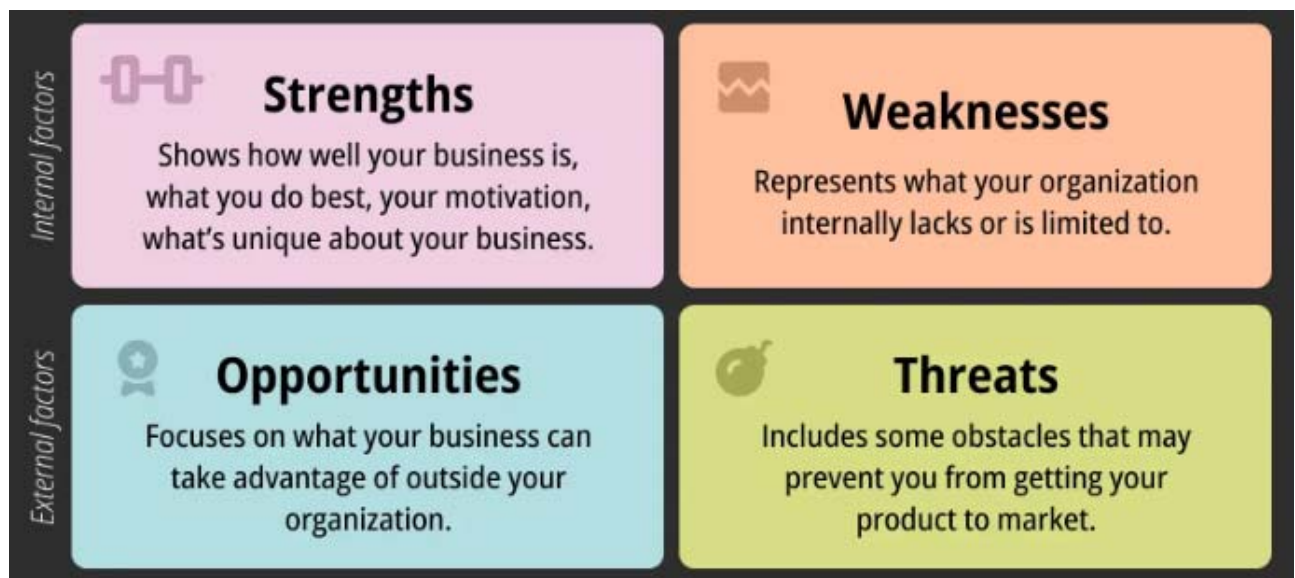 Internal factors
Strengths
Shows how well your business is,
what you do best, your motivation,
what's unique about your business.
Weaknesses
Represents what your organization
internally lacks or is limited to.
External factors
Opportunities
Focuses on what your business can
take advantage of outside your
organization.
Threats
Includes some obstacles that may
prevent you from getting your
product to market.